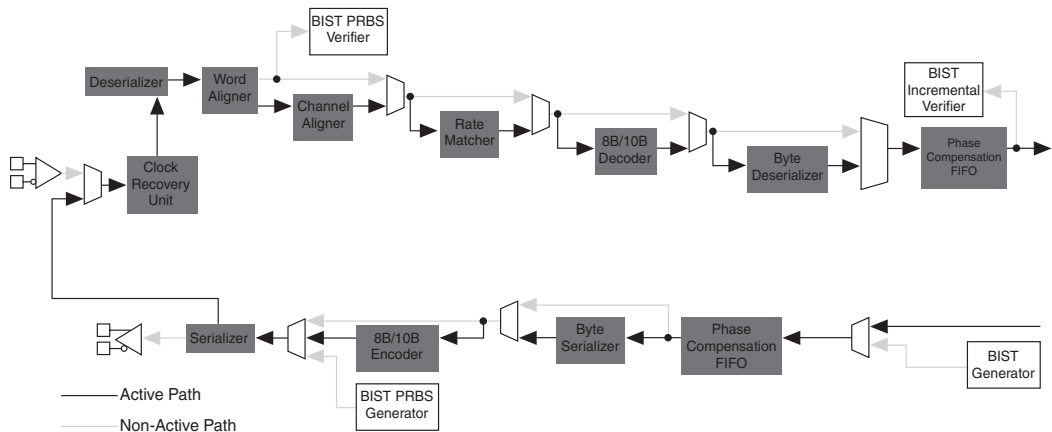 BIST PRBS
Verifier
Deserializer
Word
Aligner
Channel
Aligner
Rate
Matcher
8B/10B
Decoder
Byte
Deserializer
BIST
Incremental
Verifier
Phase
Compensation
FIFO
Clock
Recovery
Unit
Serializer
8B/10B
Encoder
BIST PRBS
Generator
Byte
Serializer
Phase
Compensation
FIFO
BIST
Generator
Active Path
Non-Active Path